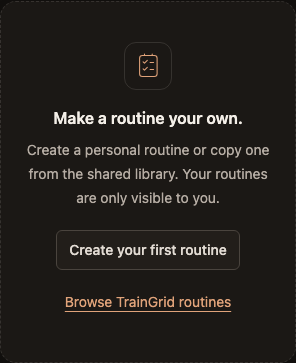 Make a routine your own.
Create a personal routine or copy one
from the shared library. Your routines
are only visible to you.
Create your first routine
Browse TrainGrid routines